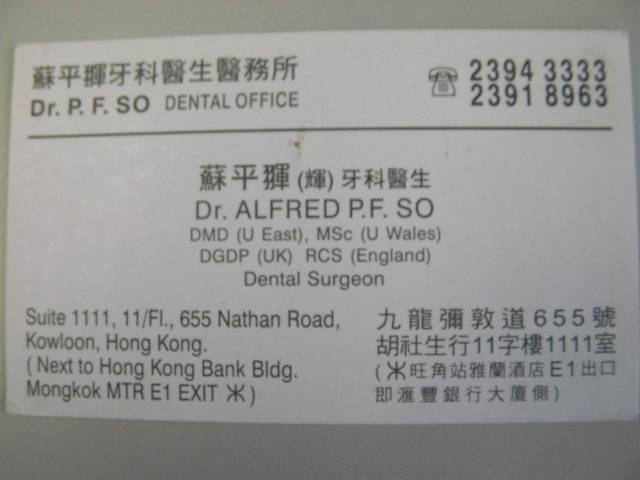 蘇平揮牙科醫生醫務所
Dr. P. F. SO DENTAL OFFICE
☏ 2394 3333
2391 8963
蘇平揮 (輝) 牙科醫生
Dr. ALFRED P.F. SO
DMD (U East), MSc (U Wales)
DGDP (UK) RCS (England)
Dental Surgeon
Suite 1111, 11/Fl., 655 Nathan Road,
Kowloon, Hong Kong.
( Next to Hong Kong Bank Bldg.
Mongkok MTR E1 EXIT )
九龍彌敦道655號
胡社生行11字樓1111室
( 旺角站雅蘭酒店E1出口
即滙豐銀行大廈側 )